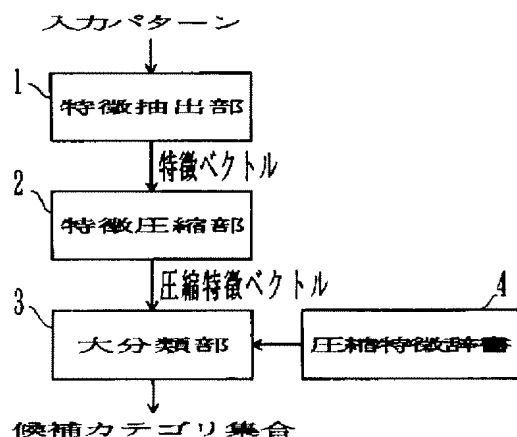 入力パターン
1
特徴抽出部
特徴ベクトル
2
特徴圧縮部
圧縮特徴ベクトル
3
大分類部
4
圧縮特徴辞書
候補カテゴリ集合